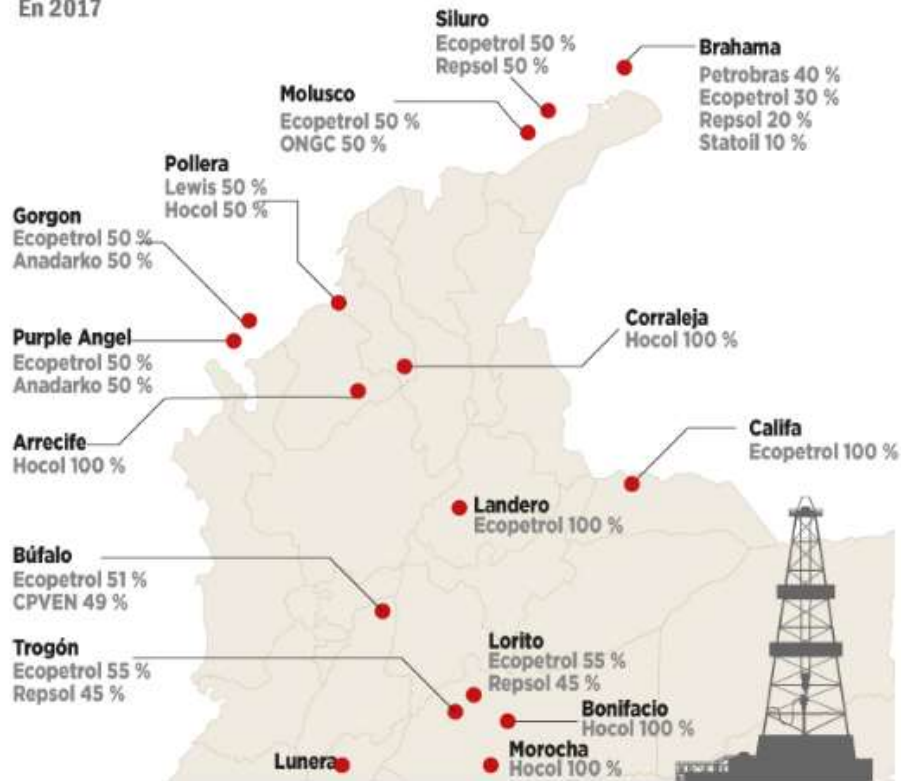 En 2017
Siluro
Ecopetrol 50 %
Repsol 50 %
Brahama
Petrobras 40 %
Ecopetrol 30 %
Repsol 20 %
Statoil 10 %
Molusco
Ecopetrol 50 %
ONGC 50 %
Pollera
Lewis 50 %
Hocol 50 %
Gorgon
Ecopetrol 50 %
Anadarko 50 %
Purple Angel
Ecopetrol 50 %
Anadarko 50 %
Corraleja
Hocol 100 %
Arrecife
Hocol 100 %
Califa
Ecopetrol 100 %
Landero
Ecopetrol 100 %
Búfalo
Ecopetrol 51 %
CPVEN 49 %
Trogón
Ecopetrol 55 %
Repsol 45 %
Lorito
Ecopetrol 55 %
Repsol 45 %
Bonifacio
Hocol 100 %
Lunera
Morocha
Hocol 100 %